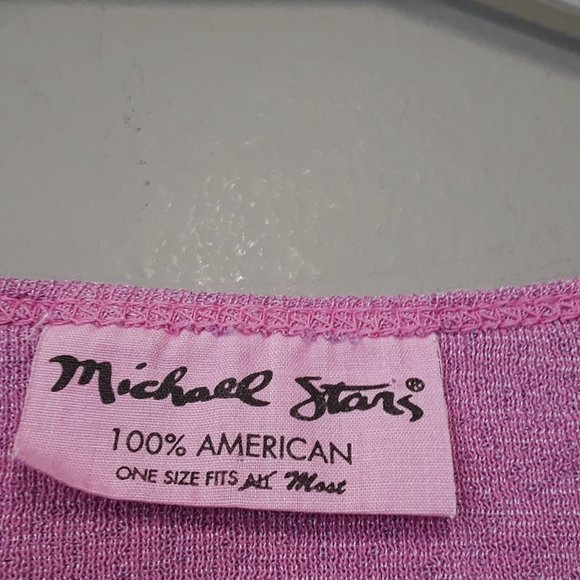 Michael Stars®
100% AMERICAN
ONE SIZE FITS All Most